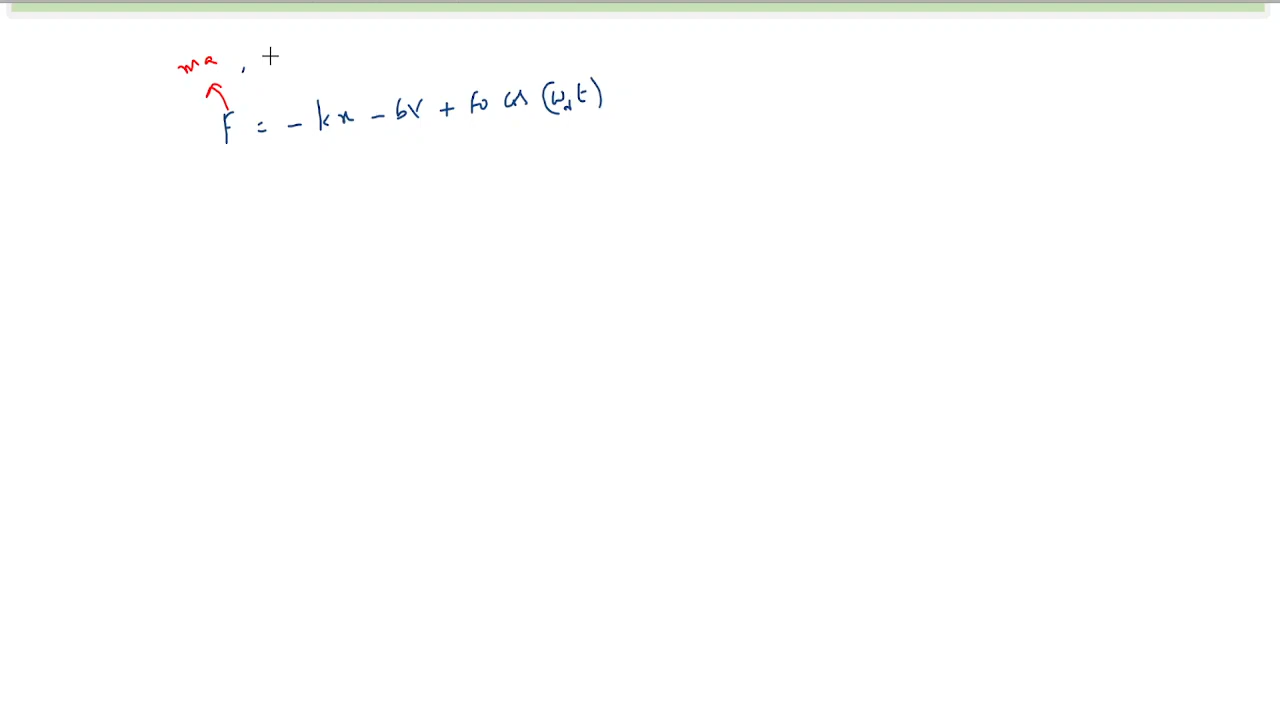 ma ,
F = - kx - bv + F0 cos (ωdt)